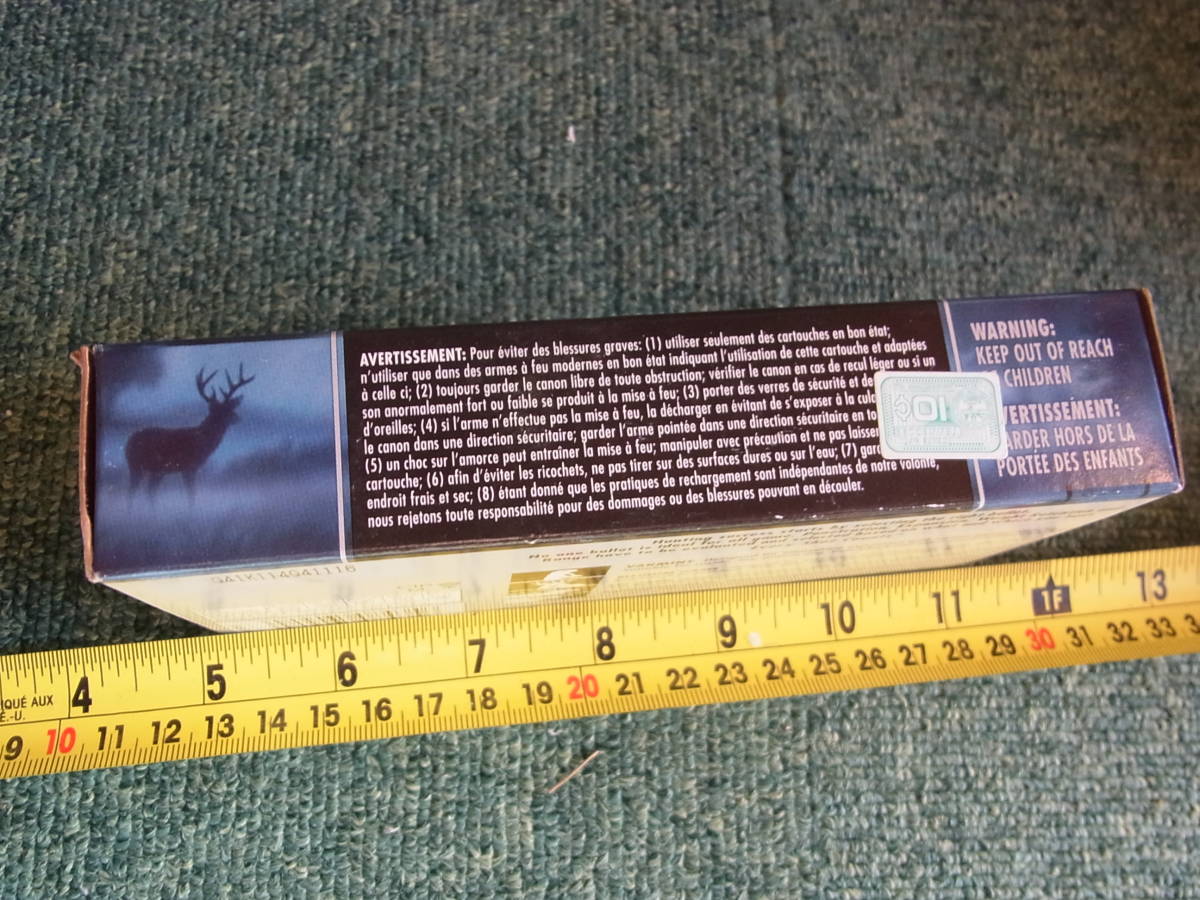 AVERTISSEMENT: Pour éviter des blessures graves: (1) utiliser seulement des cartouches en bon état;
n'utiliser que dans des armes à feu modernes en bon état indiquant l'utilisation de cette cartouche et adaptées
à celle ci; (2) toujours garder le canon libre de toute obstruction; vérifier le canon en cas de recul léger ou si un
son anormalement fort ou faible se produit à la mise à feu; (3) porter des verres de sécurité et de
d'oreilles; (4) si l'arme n'effectue pas la mise à feu, la décharger en évitant de s'exposer à la
le canon dans une direction sécuritaire; garder l'arme pointée dans une direction sécuritaire en
(5) un choc sur l'amorce peut entraîner la mise à feu; manipuler avec précaution et ne pas laisser
cartouche; (6) afin d'éviter les ricochets, ne pas tirer sur des surfaces dures ou sur l'eau; (7)
endroit frais et sec; (8) étant donné que les pratiques de rechargement sont indépendantes de notre volonté,
nous rejetons toute responsabilité pour des dommages ou des blessures pouvant en découler.
WARNING:
KEEP OUT OF REACH
CHILDREN
VERTISSEMENT:
ARDER HORS DE LA
PORTÉE DES ENFANTS
4 5 6 7 8 9 10 11 1F 13
IQUÉ AUX
É.-U.
9 10 11 12 13 14 15 16 17 18 19 20 21 22 23 24 25 26 27 28 29 30 31 32 33